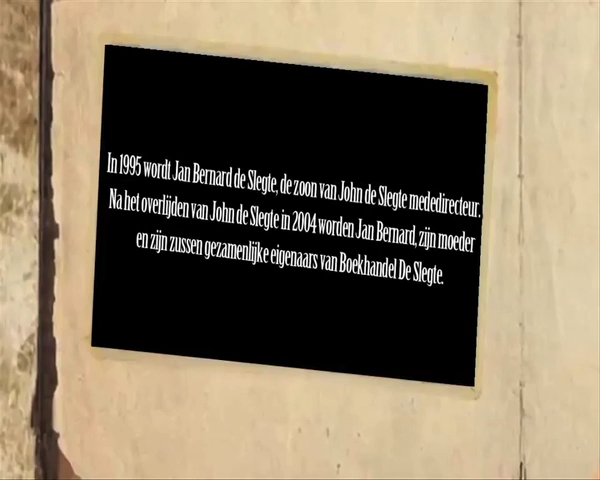 In 1995 wordt Jan Bernard de Slegte, de zoon van John de Slegte mededirecteur.
Na het overlijden van John de Slegte in 2004 worden Jan Bernard, zijn moeder
en zijn zussen gezamenlijke eigenaars van Boekhandel De Slegte.